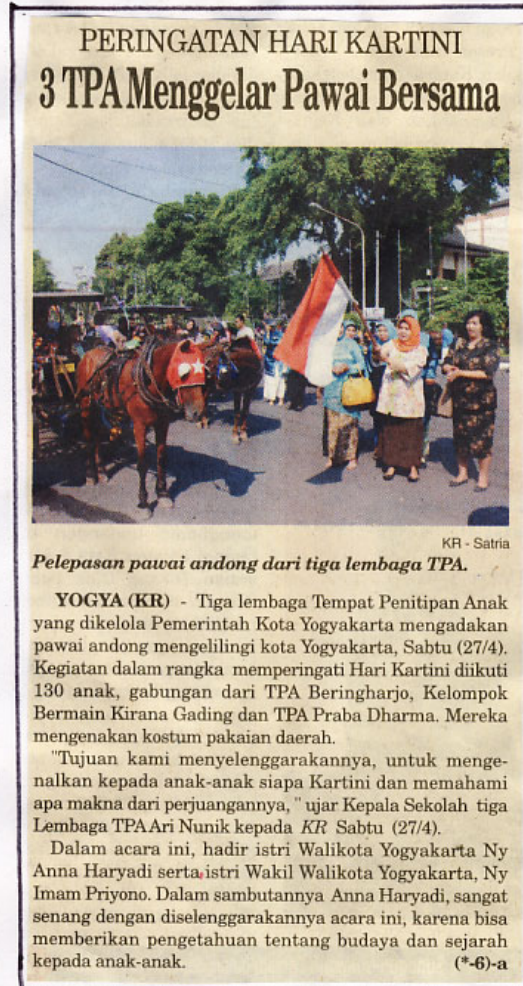 PERINGATAN HARI KARTINI
3 TPA Menggelar Pawai Bersama
KR - Satria
Pelepasan pawai andong dari tiga lembaga TPA.
YOGYA (KR) - Tiga lembaga Tempat Penitipan Anak
yang dikelola Pemerintah Kota Yogyakarta mengadakan
pawai andong mengelilingi kota Yogyakarta, Sabtu (27/4).
Kegiatan dalam rangka memperingati Hari Kartini diikuti
130 anak, gabungan dari TPA Beringharjo, Kelompok
Bermain Kirana Gading dan TPA Praba Dharma. Mereka
mengenakan kostum pakaian daerah.
"Tujuan kami menyelenggarakannya, untuk menge-
nalkan kepada anak-anak siapa Kartini dan memahami
apa makna dari perjuangannya, " ujar Kepala Sekolah tiga
Lembaga TPA Ari Nunik kepada KR Sabtu (27/4).
Dalam acara ini, hadir istri Walikota Yogyakarta Ny
Anna Haryadi serta istri Wakil Walikota Yogyakarta, Ny
Imam Priyono. Dalam sambutannya Anna Haryadi, sangat
senang dengan diselenggarakannya acara ini, karena bisa
memberikan pengetahuan tentang budaya dan sejarah
kepada anak-anak. (*-6)-a